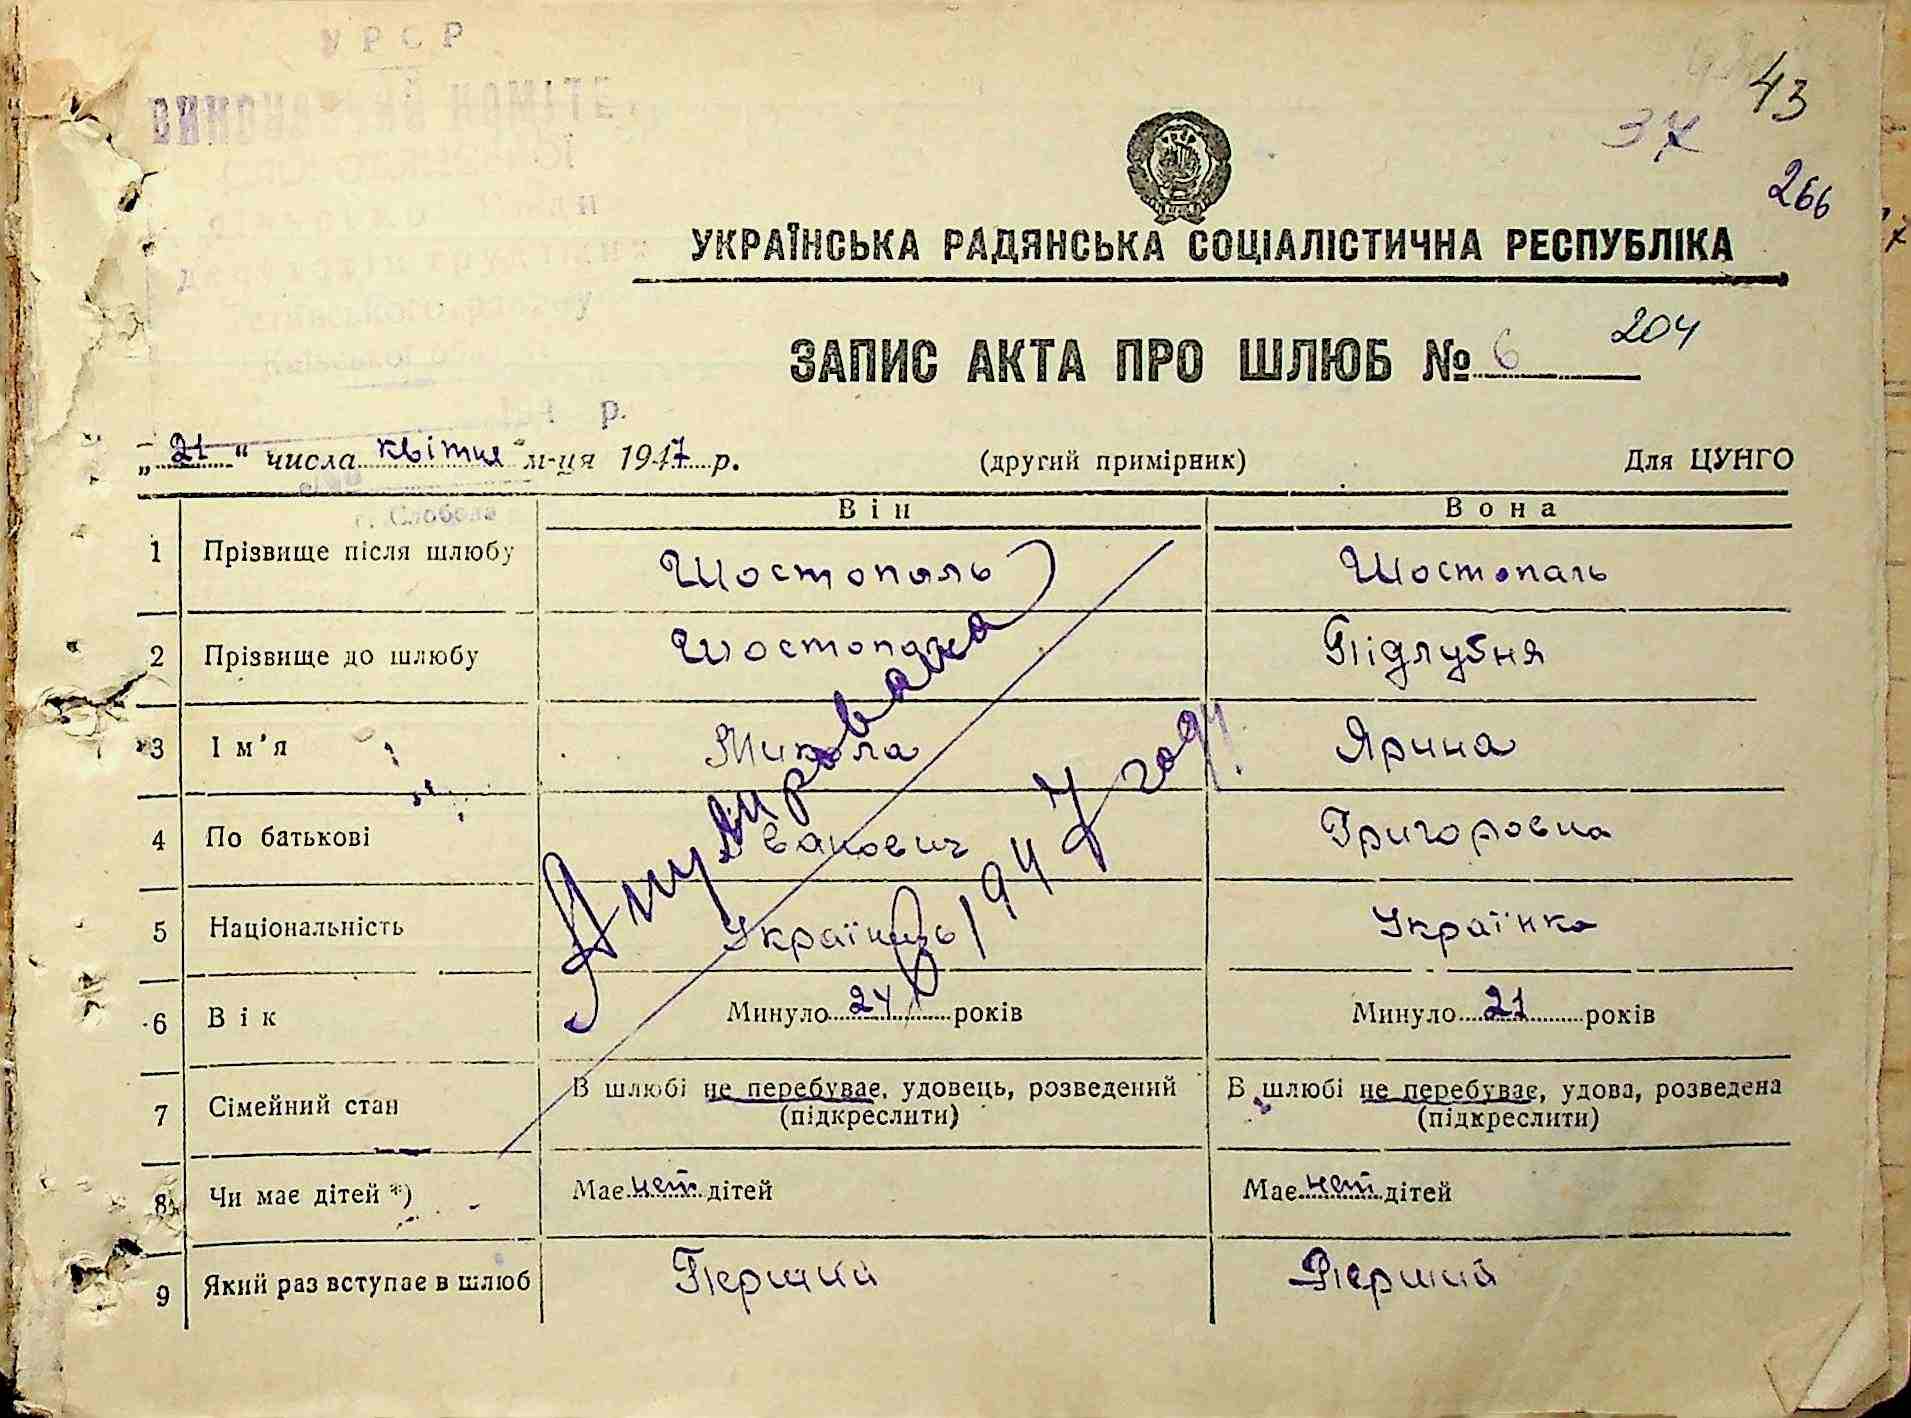 УРСР
43
37
266
УКРАЇНСЬКА РАДЯНСЬКА СОЦІАЛІСТИЧНА РЕСПУБЛІКА
ЗАПИС АКТА ПРО ШЛЮБ № 6 204
р.
„21" числа квітня м-ця 1947 р. (другий примірник) Для ЦУНГО
с. Слобода
Він Вона
1 Прізвище після шлюбу Шостопаль Шостопаль
2 Прізвище до шлюбу Підлубня
3 Ім'я Микола Ярина
4 По батькові Іванович Григоровна
5 Національність Українець Українка
6 Вік Минуло 24 років Минуло 21 років
7 Сімейний стан В шлюбі не перебуває, удовець, розведений В шлюбі не перебуває, удова, розведена
(підкреслити) (підкреслити)
8 Чи має дітей *) Має нет дітей Має нет дітей
9 Який раз вступає в шлюб Перший Перший
Анулирована
в 1947 году.